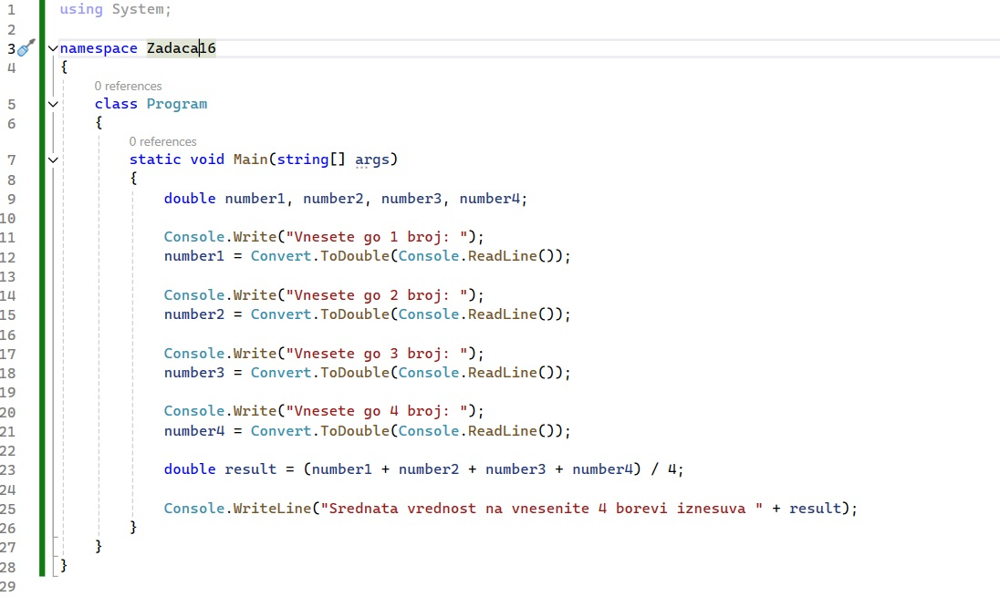 1 using System;
2
3 namespace Zadaca16
4 {
0 references
5 class Program
6 {
0 references
7 static void Main(string[] args)
8 {
9 double number1, number2, number3, number4;
10
11 Console.Write("Vnesete go 1 broj: ");
12 number1 = Convert.ToDouble(Console.ReadLine());
13
14 Console.Write("Vnesete go 2 broj: ");
15 number2 = Convert.ToDouble(Console.ReadLine());
16
17 Console.Write("Vnesete go 3 broj: ");
18 number3 = Convert.ToDouble(Console.ReadLine());
19
20 Console.Write("Vnesete go 4 broj: ");
21 number4 = Convert.ToDouble(Console.ReadLine());
22
23 double result = (number1 + number2 + number3 + number4) / 4;
24
25 Console.WriteLine("Srednata vrednost na vnesenite 4 borevi iznesuva " + result);
26 }
27 }
28 }
29